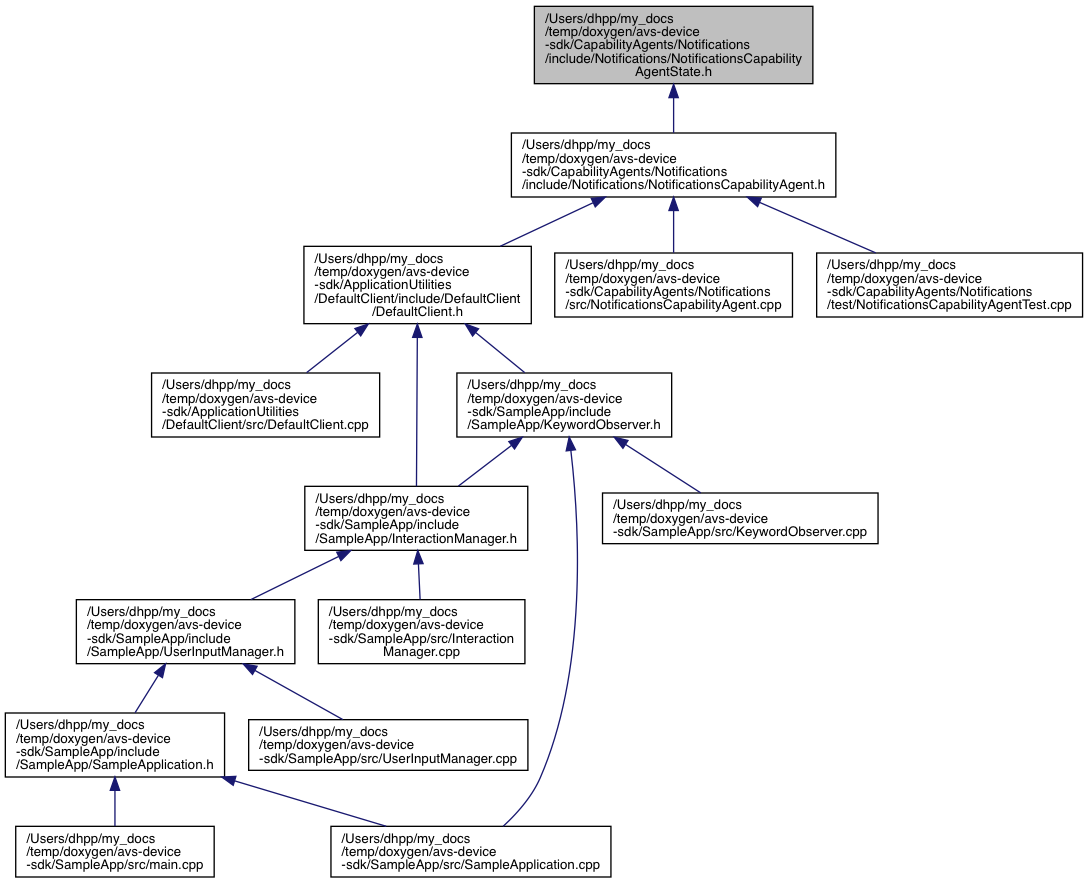 /Users/dhpp/my_docs
/temp/doxygen/avs-device
-sdk/CapabilityAgents/Notifications
/include/Notifications/NotificationsCapability
AgentState.h
/Users/dhpp/my_docs
/temp/doxygen/avs-device
-sdk/CapabilityAgents/Notifications
/include/Notifications/NotificationsCapabilityAgent.h
/Users/dhpp/my_docs
/temp/doxygen/avs-device
-sdk/ApplicationUtilities
/DefaultClient/include/DefaultClient
/DefaultClient.h
/Users/dhpp/my_docs
/temp/doxygen/avs-device
-sdk/CapabilityAgents/Notifications
/src/NotificationsCapabilityAgent.cpp
/Users/dhpp/my_docs
/temp/doxygen/avs-device
-sdk/CapabilityAgents/Notifications
/test/NotificationsCapabilityAgentTest.cpp
/Users/dhpp/my_docs
/temp/doxygen/avs-device
-sdk/ApplicationUtilities
/DefaultClient/src/DefaultClient.cpp
/Users/dhpp/my_docs
/temp/doxygen/avs-device
-sdk/SampleApp/include
/SampleApp/KeywordObserver.h
/Users/dhpp/my_docs
/temp/doxygen/avs-device
-sdk/SampleApp/include
/SampleApp/InteractionManager.h
/Users/dhpp/my_docs
/temp/doxygen/avs-device
-sdk/SampleApp/src/KeywordObserver.cpp
/Users/dhpp/my_docs
/temp/doxygen/avs-device
-sdk/SampleApp/include
/SampleApp/UserInputManager.h
/Users/dhpp/my_docs
/temp/doxygen/avs-device
-sdk/SampleApp/src/Interaction
Manager.cpp
/Users/dhpp/my_docs
/temp/doxygen/avs-device
-sdk/SampleApp/include
/SampleApp/SampleApplication.h
/Users/dhpp/my_docs
/temp/doxygen/avs-device
-sdk/SampleApp/src/UserInputManager.cpp
/Users/dhpp/my_docs
/temp/doxygen/avs-device
-sdk/SampleApp/src/main.cpp
/Users/dhpp/my_docs
/temp/doxygen/avs-device
-sdk/SampleApp/src/SampleApplication.cpp